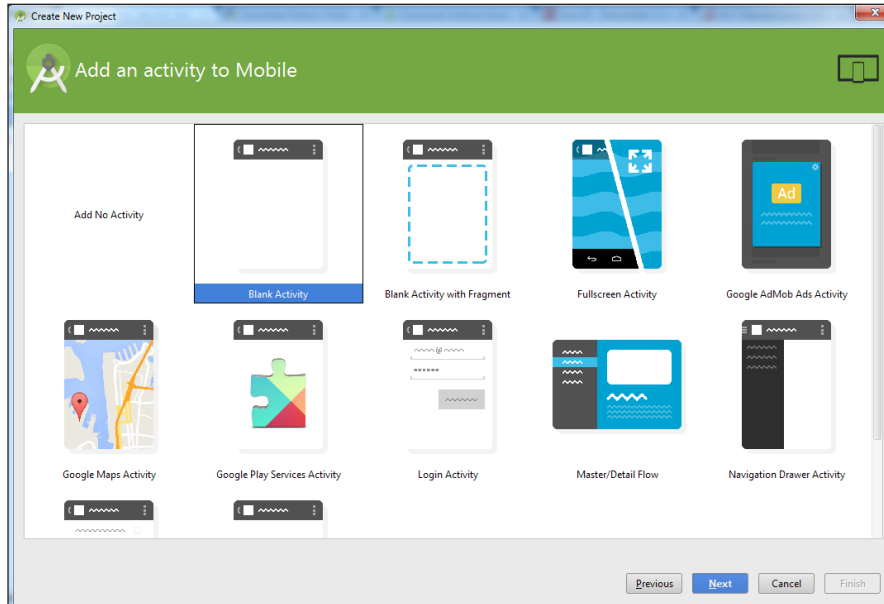 Create New Project
Add an activity to Mobile
Add No Activity
Blank Activity
Blank Activity with Fragment
Fullscreen Activity
Ad
Google AdMob Ads Activity
Google Maps Activity
Google Play Services Activity
@
Login Activity
Master/Detail Flow
Navigation Drawer Activity
Previous
Next
Cancel
Finish